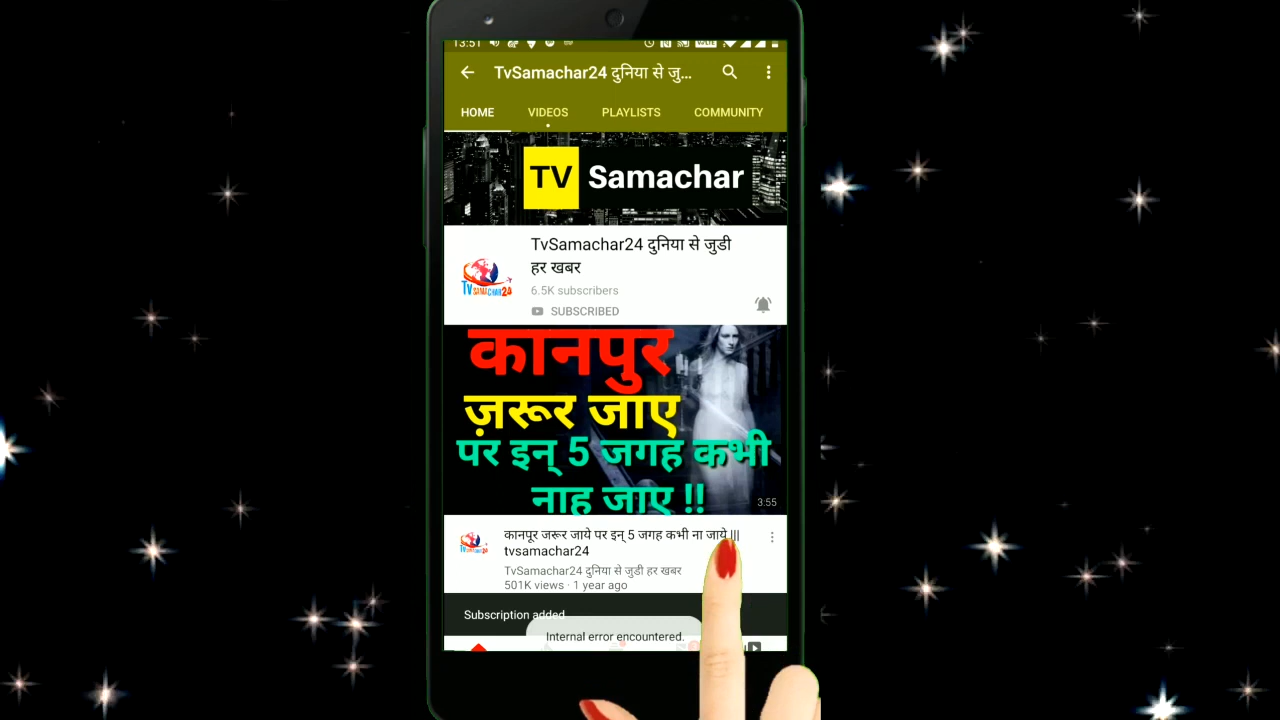 13:51
TvSamachar24 दुनिया से जु...
HOME VIDEOS PLAYLISTS COMMUNITY
TV Samachar
TvSamachar24 दुनिया से जुडी
हर खबर
6.5K subscribers
SUBSCRIBED
TV SAMACHAR24
कानपुर
ज़रूर जाए
पर इन् 5 जगह कभी
नाह जाए !!
3:55
कानपूर जरूर जाये पर इन् 5 जगह कभी ना जाये |||
tvsamachar24
TvSamachar24 दुनिया से जुडी हर खबर
501K views · 1 year ago
Subscription added
Internal error encountered.